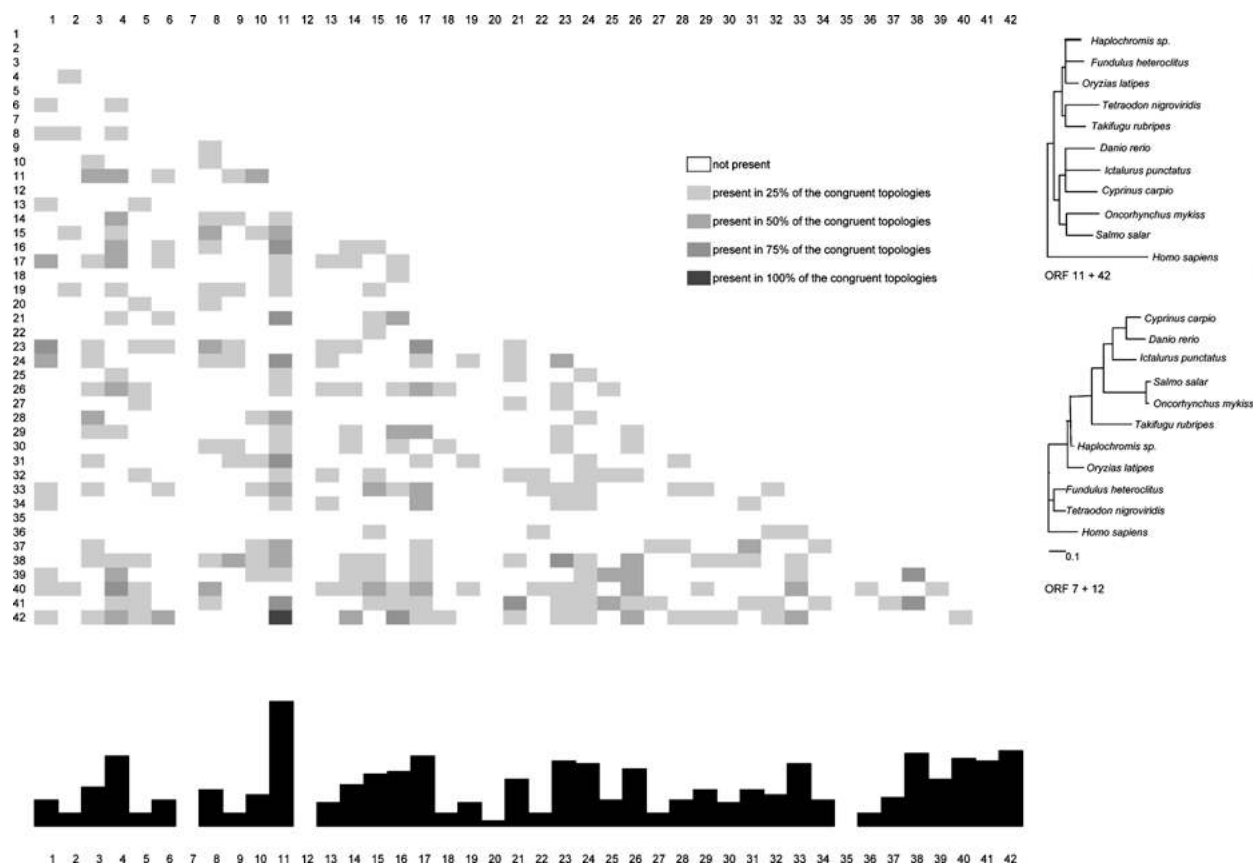 1 2 3 4 5 6 7 8 9 10 11 12 13 14 15 16 17 18 19 20 21 22 23 24 25 26 27 28 29 30 31 32 33 34 35 36 37 38 39 40 41 42
1
2
3
4
5
6
7
8
9
10
11
12
13
14
15
16
17
18
19
20
21
22
23
24
25
26
27
28
29
30
31
32
33
34
35
36
37
38
39
40
41
42
not present
present in 25% of the congruent topologies
present in 50% of the congruent topologies
present in 75% of the congruent topologies
present in 100% of the congruent topologies
Haplochromis sp.
Fundulus heteroclitus
Oryzias latipes
Tetraodon nigroviridis
Takifugu rubripes
Danio rerio
Ictalurus punctatus
Cyprinus carpio
Oncorhynchus mykiss
Salmo salar
Homo sapiens
ORF 11 + 42
Cyprinus carpio
Danio rerio
Ictalurus punctatus
Salmo salar
Oncorhynchus mykiss
Takifugu rubripes
Haplochromis sp.
Oryzias latipes
Fundulus heteroclitus
Tetraodon nigroviridis
Homo sapiens
0.1
ORF 7 + 12
1 2 3 4 5 6 7 8 9 10 11 12 13 14 15 16 17 18 19 20 21 22 23 24 25 26 27 28 29 30 31 32 33 34 35 36 37 38 39 40 41 42